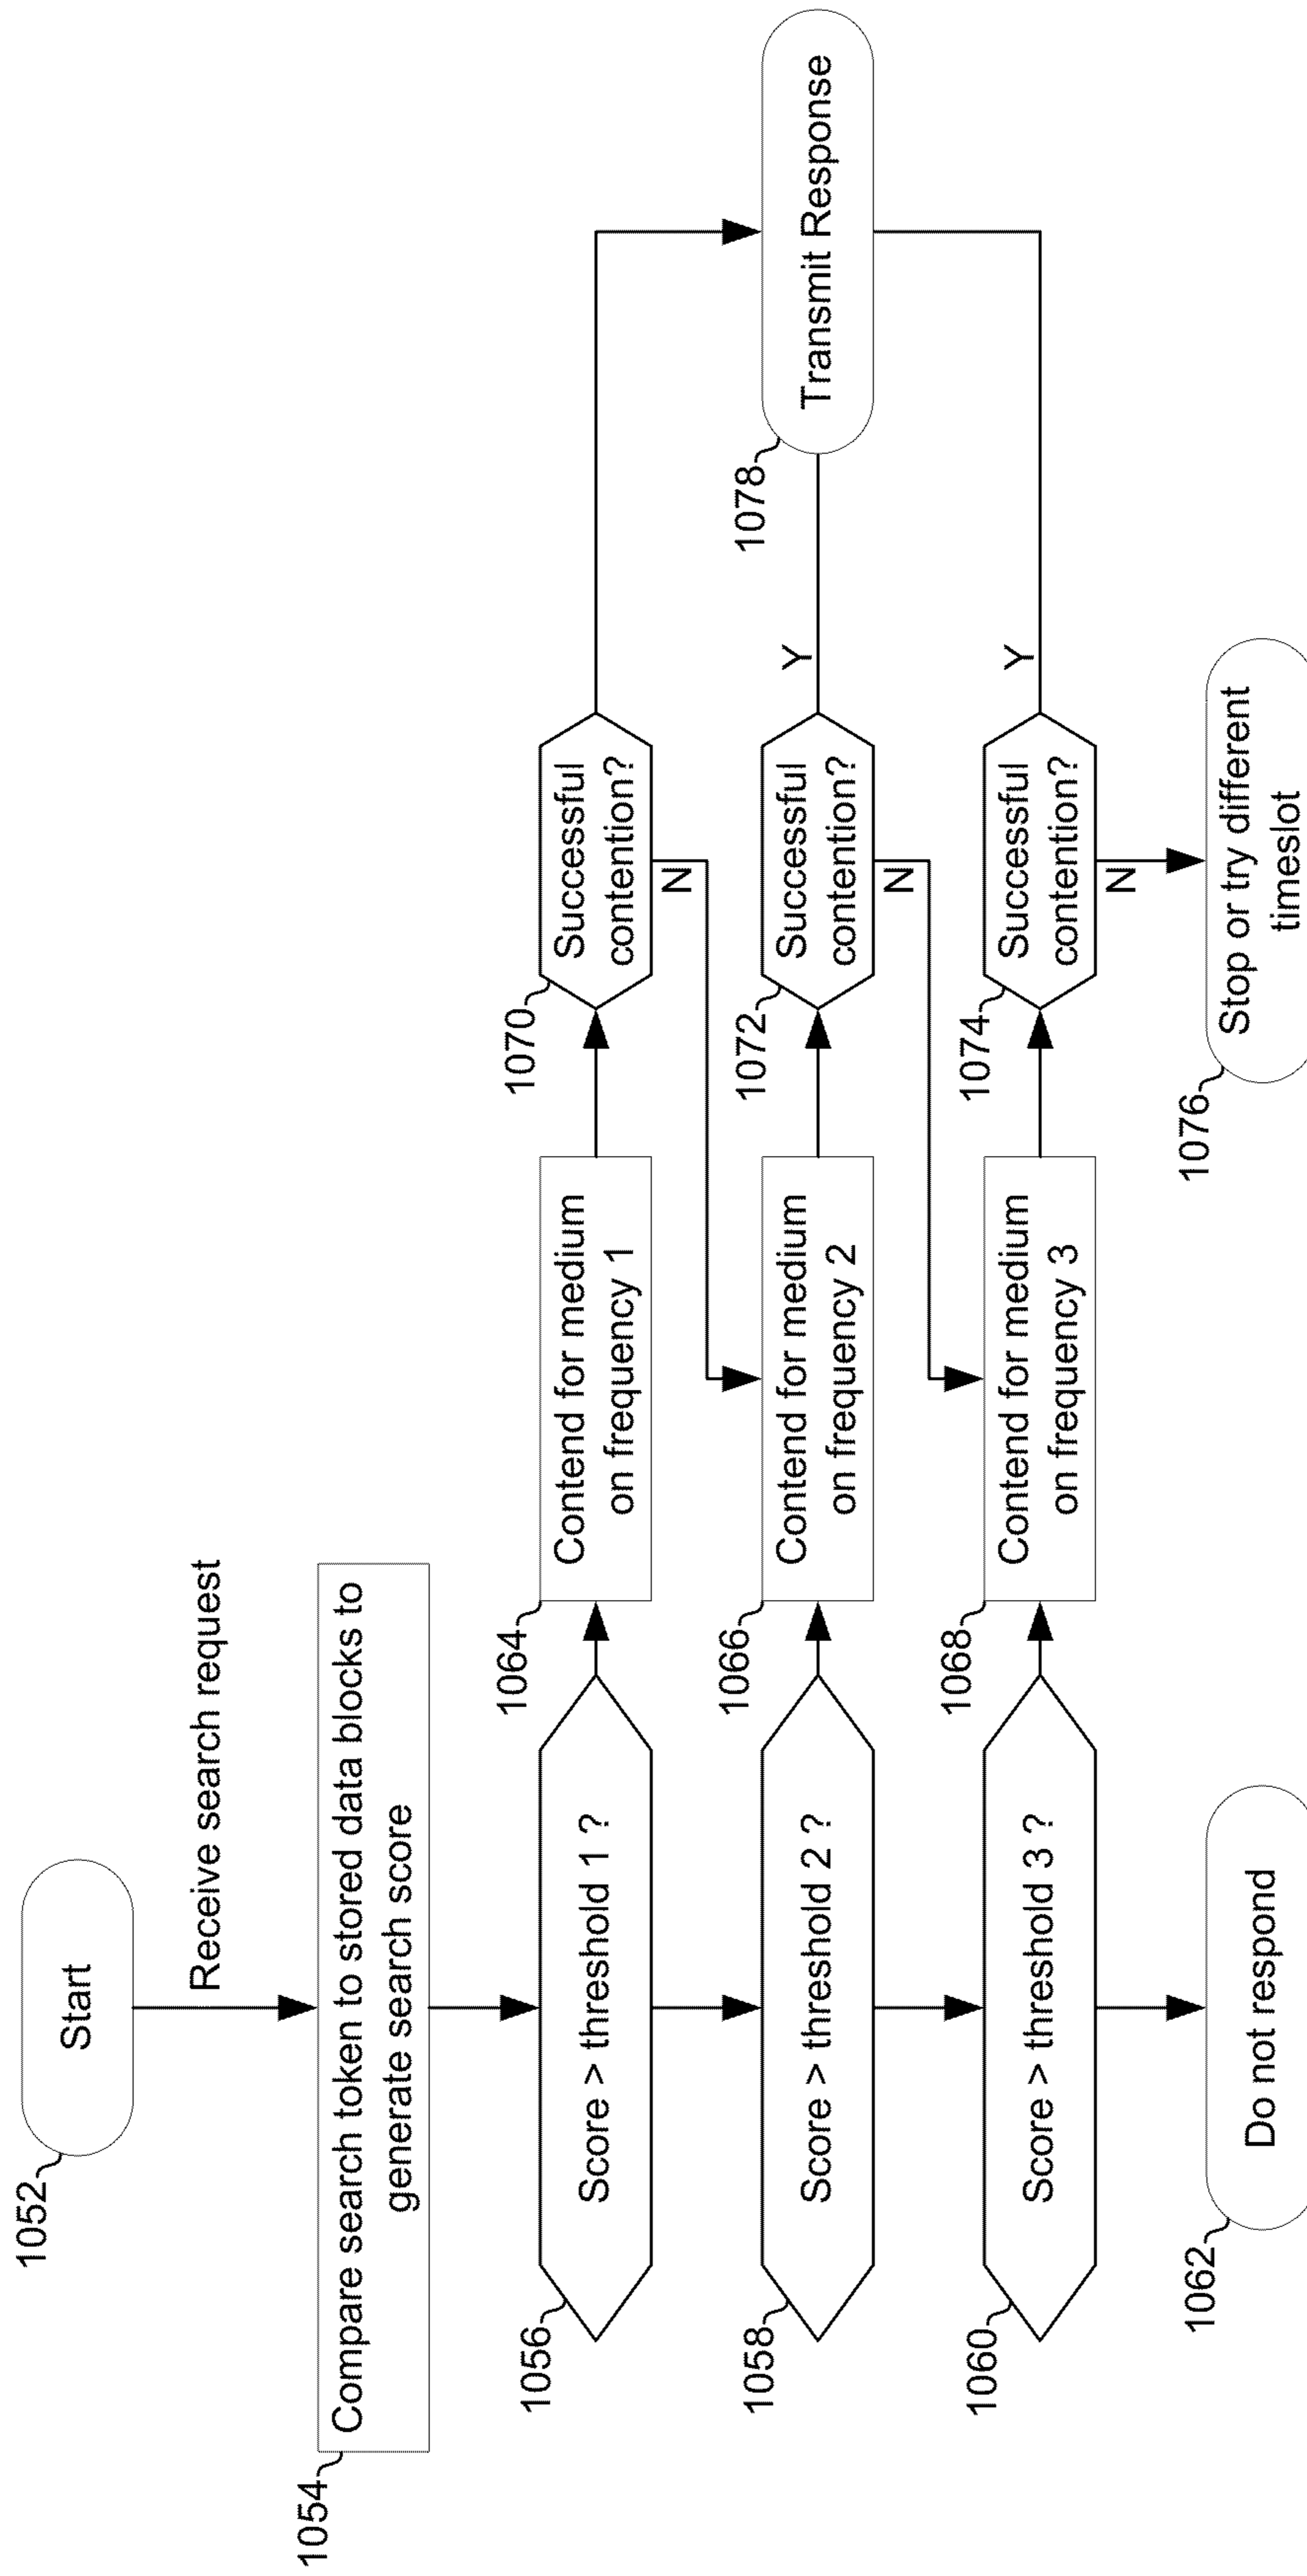 1052
Start
Receive search request
1054
Compare search token to stored data blocks to
generate search score
1056
Score > threshold 1 ?
1064
Contend for medium
on frequency 1
1070
Successful
contention?
N
1058
Score > threshold 2 ?
1066
Contend for medium
on frequency 2
1072
Successful
contention?
Y
N
1078
Transmit Response
1060
Score > threshold 3 ?
1068
Contend for medium
on frequency 3
1074
Successful
contention?
Y
N
1062
Do not respond
1076
Stop or try different
timeslot